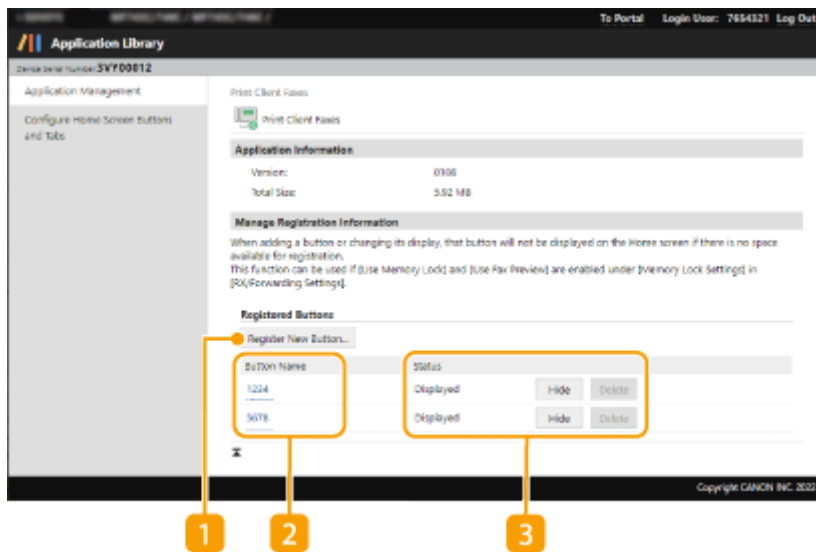 To Portal Login User: 7654321 Log Out
Application Library
Device Serial Number:3VY00012
Application Management
Configure Home Screen Buttons
and Tabs
Print Client Faxes
Print Client Faxes
Application Information
Version: 0108
Total Size: 3.92 MB
Manage Registration Information
When adding a button or changing its display, that button will not be displayed on the Home screen if there is no space
available for registration.
This function can be used if [Use Memory Lock] and [Use Fax Preview] are enabled under [Memory Lock Settings] in
[RX/Forwarding Settings].
Registered Buttons
Register New Button...
Button Name Status
1234 Displayed Hide Delete
5678 Displayed Hide Delete
Copyright CANON INC. 2022
1 2 3